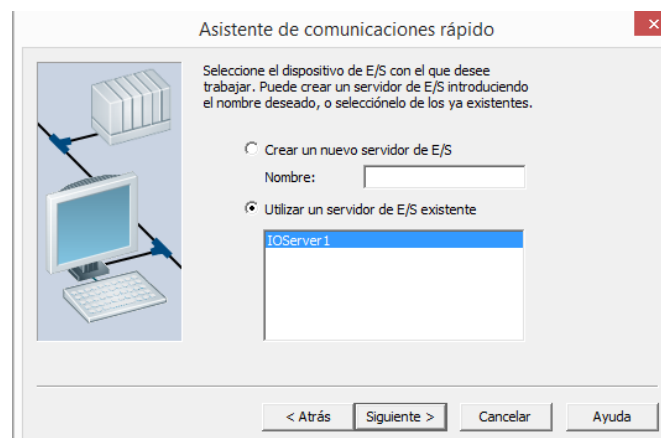 Asistente de comunicaciones rápido
Seleccione el dispositivo de E/S con el que desee
trabajar. Puede crear un servidor de E/S introduciendo
el nombre deseado, o selecciónelo de los ya existentes.
Crear un nuevo servidor de E/S
Nombre:
Utilizar un servidor de E/S existente
IOServer1
< Atrás Siguiente > Cancelar Ayuda